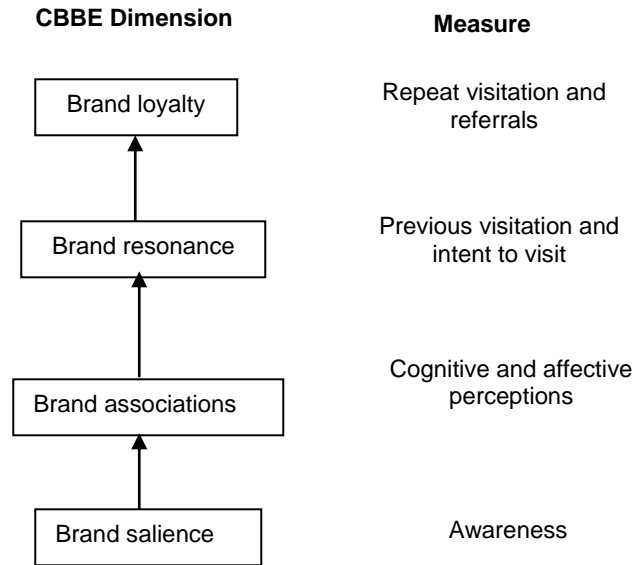 CBBE Dimension
Measure
Brand loyalty
Repeat visitation and
referrals
Brand resonance
Previous visitation and
intent to visit
Brand associations
Cognitive and affective
perceptions
Brand salience
Awareness